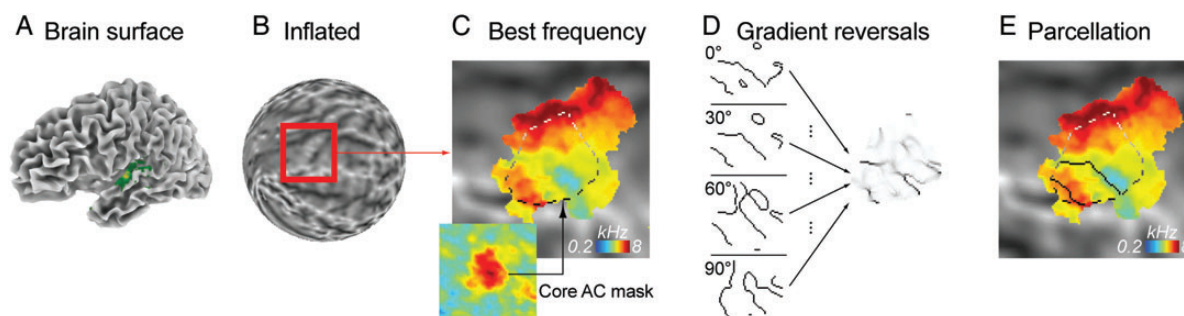 A Brain surface
B Inflated
C Best frequency
D Gradient reversals
E Parcellation
kHz
0.2 8
Core AC mask
0°
30°
60°
90°
...
...
...
kHz
0.2 8